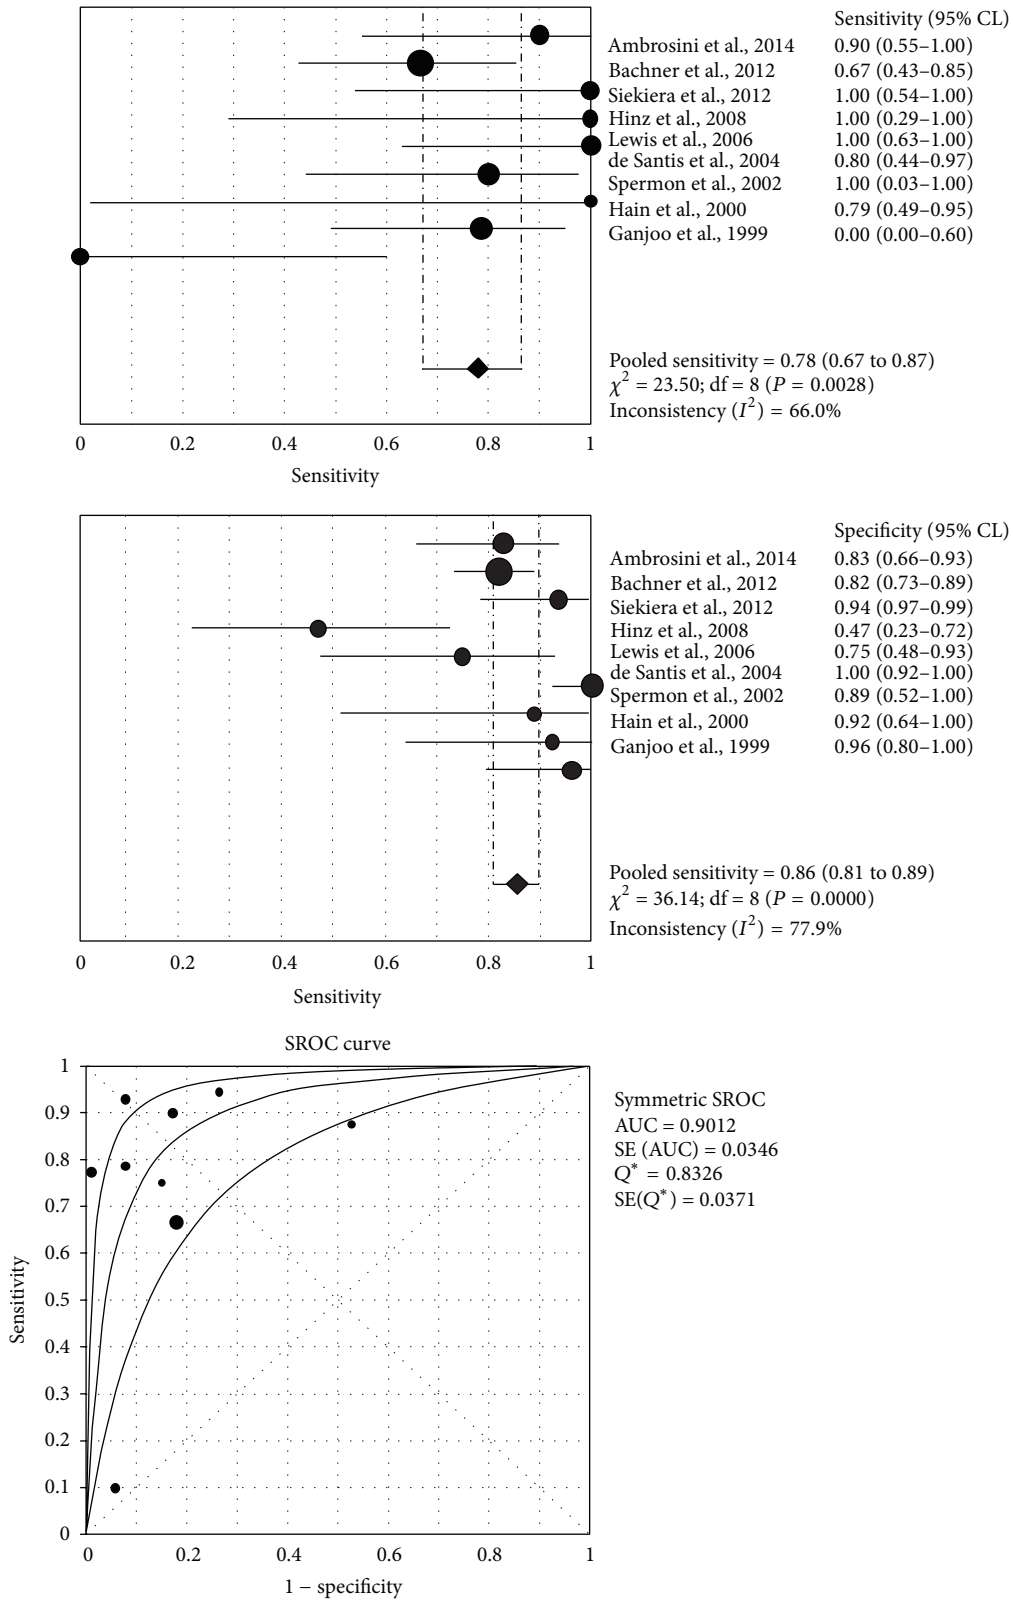 Sensitivity (95% CL)
Ambrosini et al., 2014 0.90 (0.55–1.00)
Bachner et al., 2012 0.67 (0.43–0.85)
Siekiera et al., 2012 1.00 (0.54–1.00)
Hinz et al., 2008 1.00 (0.29–1.00)
Lewis et al., 2006 1.00 (0.63–1.00)
de Santis et al., 2004 0.80 (0.44–0.97)
Spermon et al., 2002 1.00 (0.03–1.00)
Hain et al., 2000 0.79 (0.49–0.95)
Ganjoo et al., 1999 0.00 (0.00–0.60)
Pooled sensitivity = 0.78 (0.67 to 0.87)
χ² = 23.50; df = 8 (P = 0.0028)
Inconsistency (I²) = 66.0%
0 0.2 0.4 0.6 0.8 1
Sensitivity
Specificity (95% CL)
Ambrosini et al., 2014 0.83 (0.66–0.93)
Bachner et al., 2012 0.82 (0.73–0.89)
Siekiera et al., 2012 0.94 (0.97–0.99)
Hinz et al., 2008 0.47 (0.23–0.72)
Lewis et al., 2006 0.75 (0.48–0.93)
de Santis et al., 2004 1.00 (0.92–1.00)
Spermon et al., 2002 0.89 (0.52–1.00)
Hain et al., 2000 0.92 (0.64–1.00)
Ganjoo et al., 1999 0.96 (0.80–1.00)
Pooled sensitivity = 0.86 (0.81 to 0.89)
χ² = 36.14; df = 8 (P = 0.0000)
Inconsistency (I²) = 77.9%
0 0.2 0.4 0.6 0.8 1
Sensitivity
SROC curve
1
0.9
0.8
0.7
0.6
0.5
0.4
0.3
0.2
0.1
0
Sensitivity
0 0.2 0.4 0.6 0.8 1
1 − specificity
Symmetric SROC
AUC = 0.9012
SE (AUC) = 0.0346
Q* = 0.8326
SE(Q*) = 0.0371